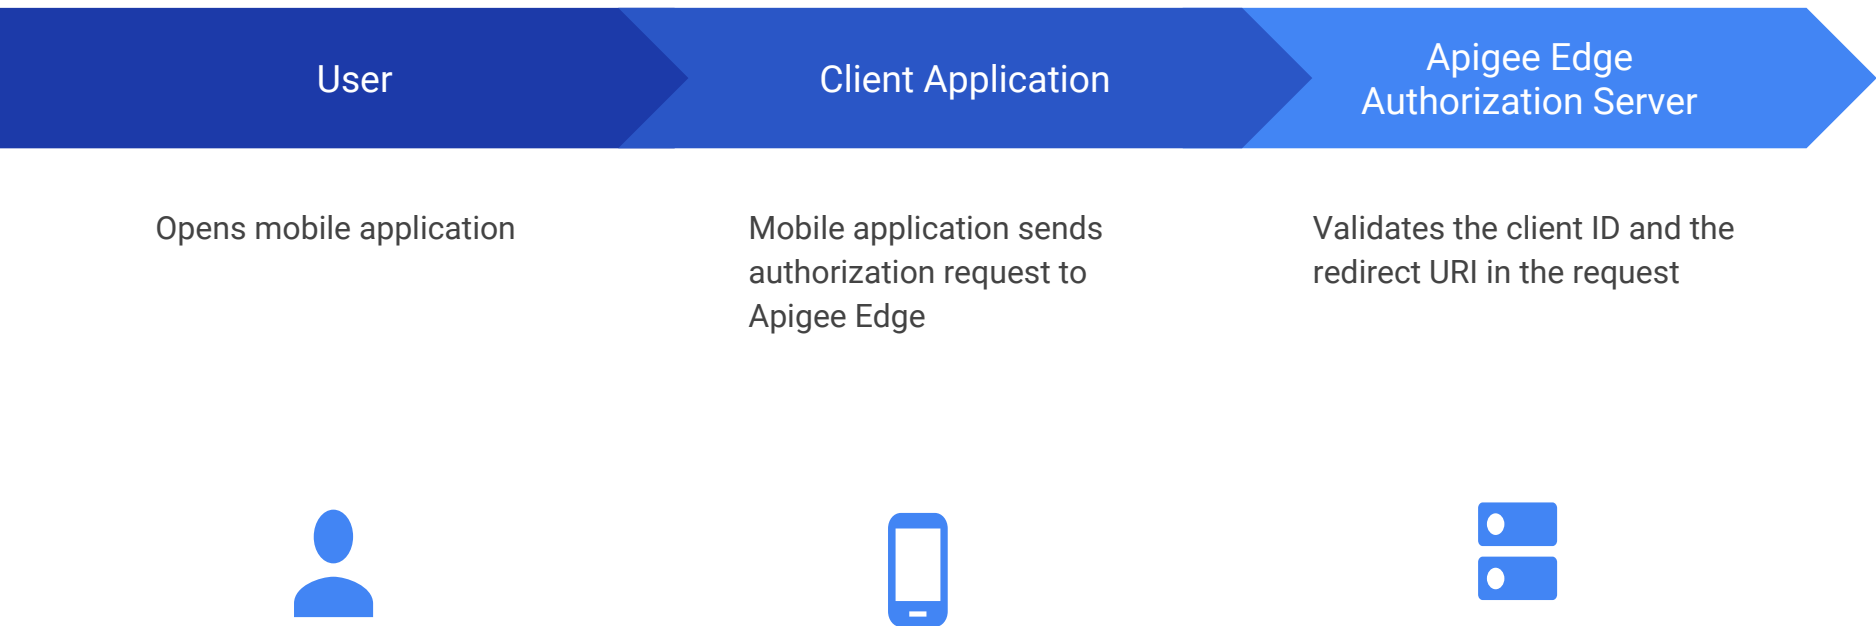 User
Client Application
Apigee Edge
Authorization Server
Opens mobile application
Mobile application sends
authorization request to
Apigee Edge
Validates the client ID and the
redirect URI in the request